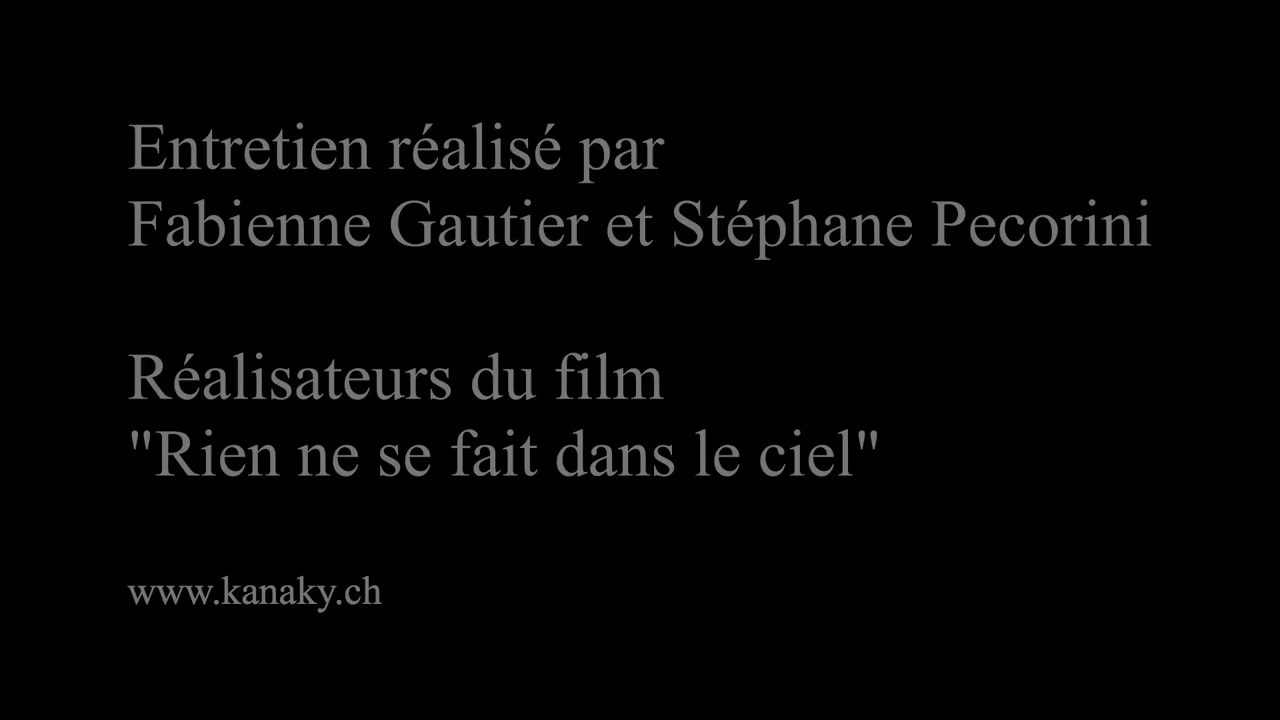 Entretien réalisé par
Fabienne Gautier et Stéphane Pecorini
Réalisateurs du film
"Rien ne se fait dans le ciel"
www.kanaky.ch